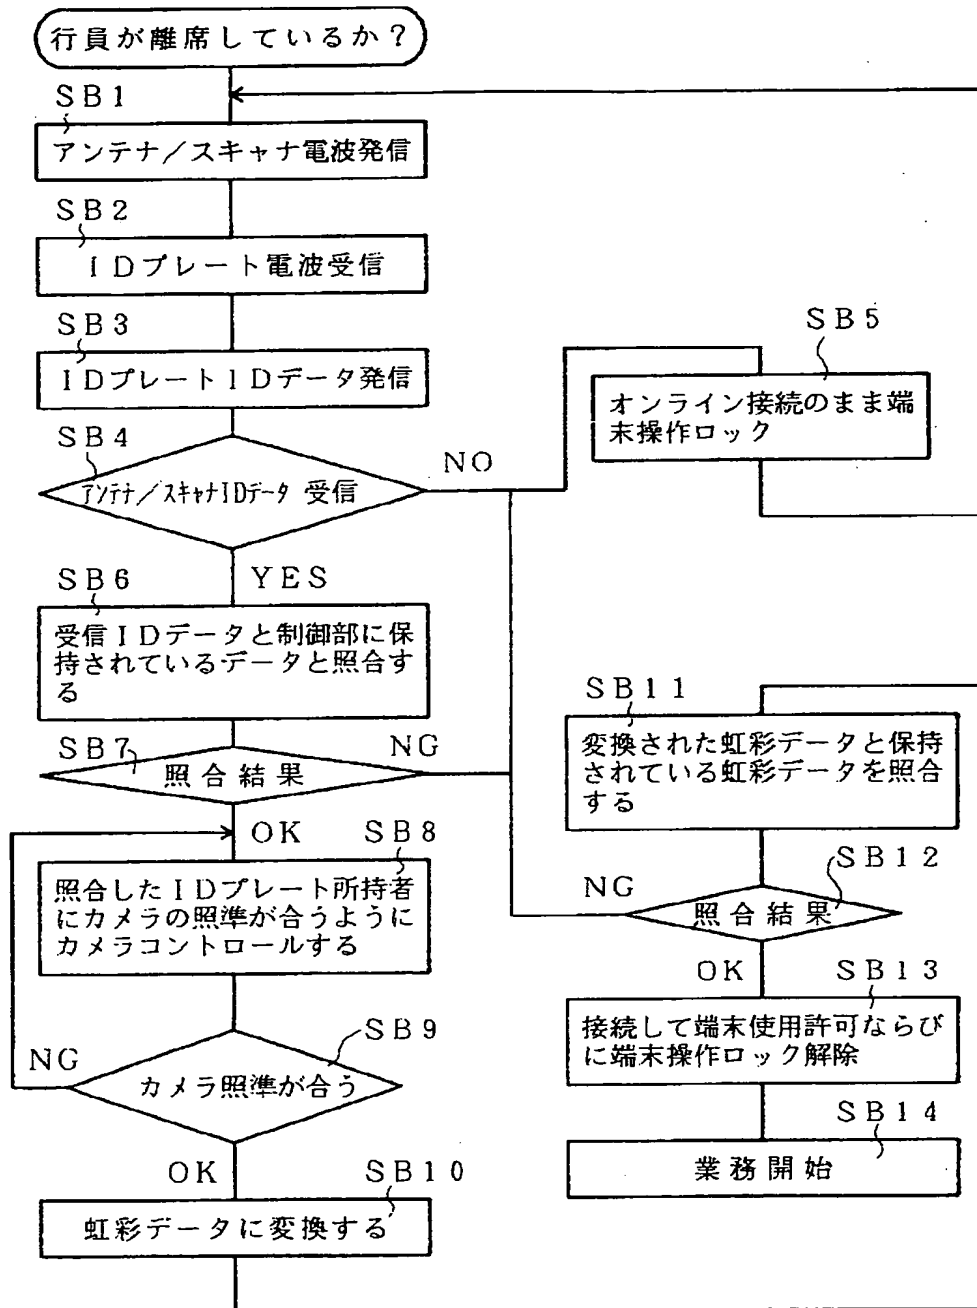 行員が離席しているか？
SB1
アンテナ／スキャナ電波発信
SB2
IDプレート電波受信
SB3
IDプレートIDデータ発信
SB4
アンテナ／スキャナIDデータ 受信
NO
SB5
オンライン接続のまま端
末操作ロック
YES
SB6
受信IDデータと制御部に保
持されているデータと照合す
る
SB7
照合結果
NG
OK
SB8
照合したIDプレート所持者
にカメラの照準が合うように
カメラコントロールする
SB9
NG
カメラ照準が合う
OK
SB10
虹彩データに変換する
SB11
変換された虹彩データと保持
されている虹彩データを照合
する
SB12
NG
照合結果
OK
SB13
接続して端末使用許可ならび
に端末操作ロック解除
SB14
業務開始